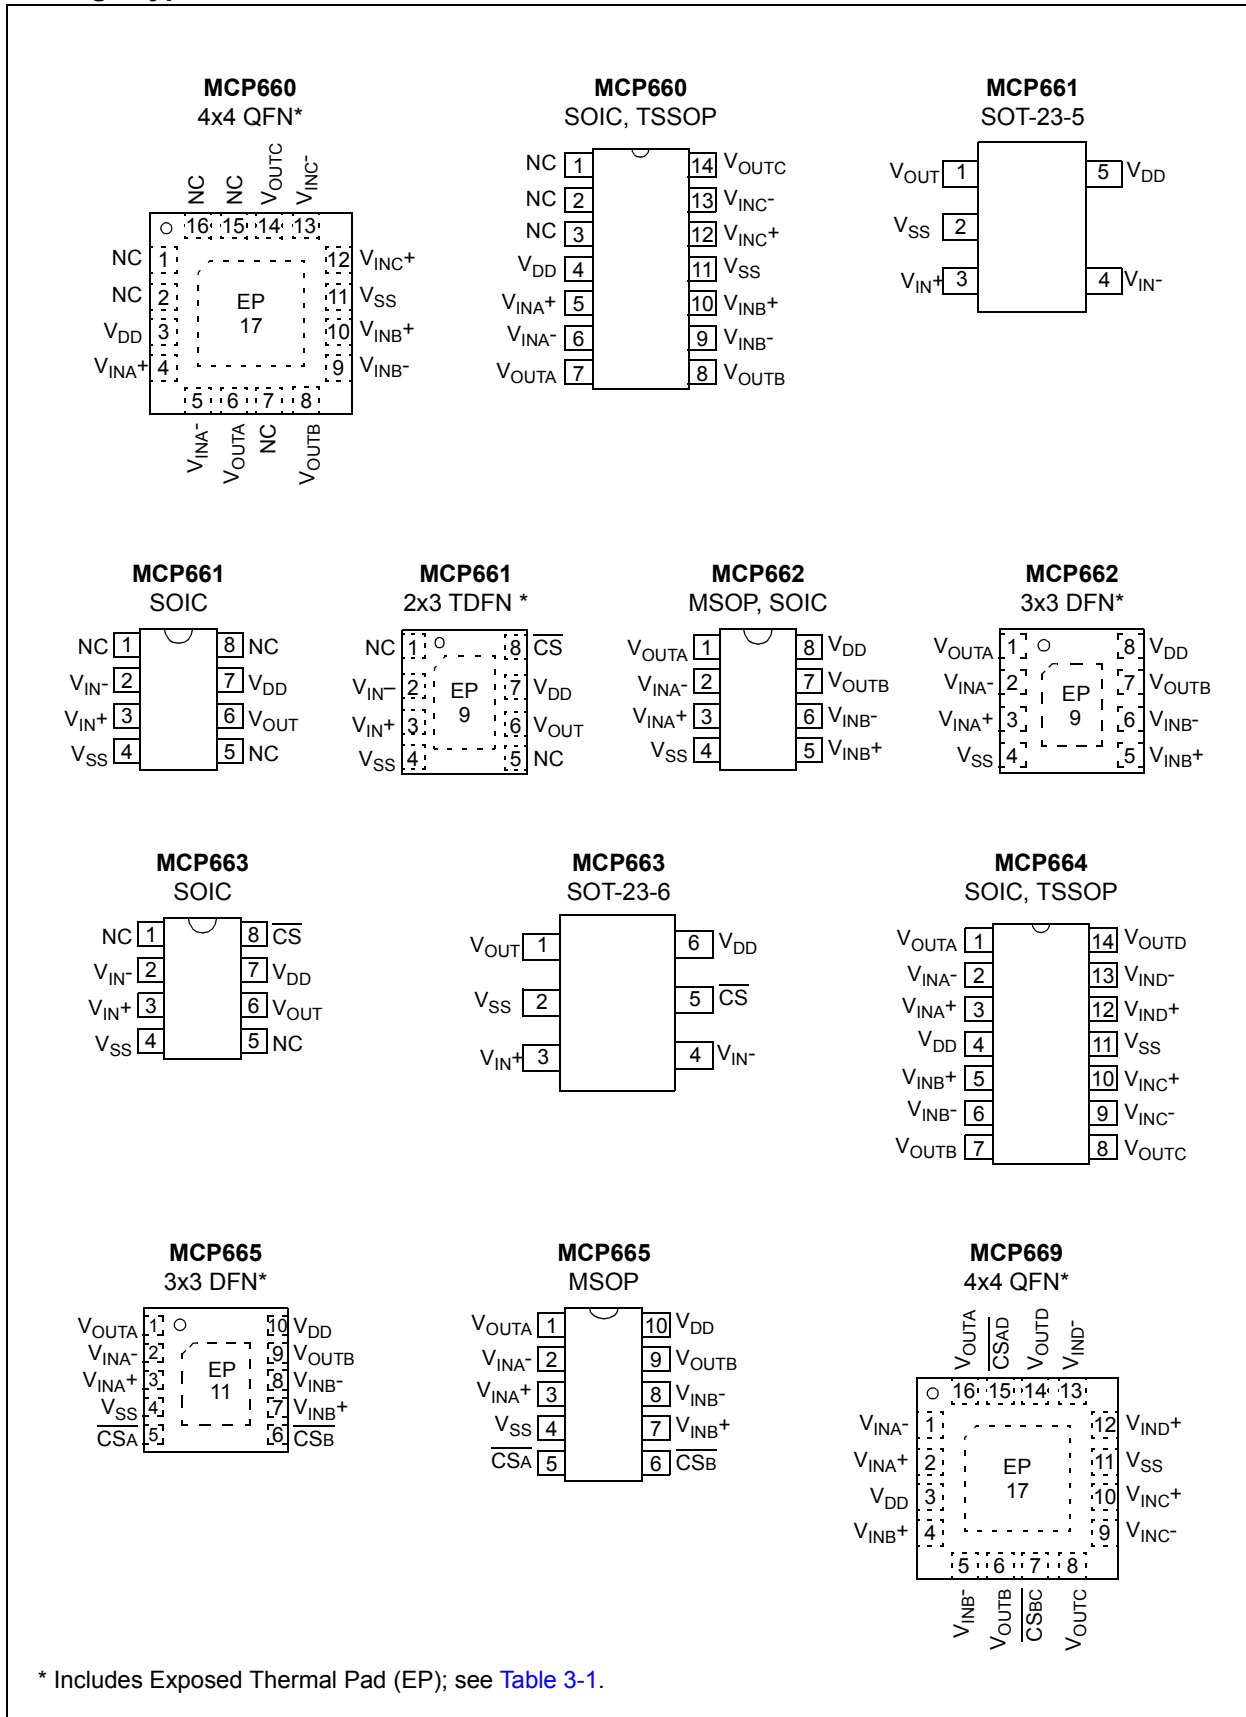 MCP660
4x4 QFN*
NC
NC
VOUTC
VINC-
16 15 14 13
NC 1
12 VINC+
NC 2
11 VSS
VDD 3
10 VINB+
VINA+ 4
9 VINB-
EP
17
5 6 7 8
VINA-
VOUTA
NC
VOUTB
MCP660
SOIC, TSSOP
NC 1
14 VOUTC
NC 2
13 VINC-
NC 3
12 VINC+
VDD 4
11 VSS
VINA+ 5
10 VINB+
VINA- 6
9 VINB-
VOUTA 7
8 VOUTB
MCP661
SOT-23-5
VOUT 1
5 VDD
VSS 2
VIN+ 3
4 VIN-
MCP661
SOIC
NC 1
8 NC
VIN- 2
7 VDD
VIN+ 3
6 VOUT
VSS 4
5 NC
MCP661
2x3 TDFN *
NC 1
8 C̅S̅
VIN– 2
7 VDD
VIN+ 3
6 VOUT
VSS 4
5 NC
EP
9
MCP662
MSOP, SOIC
VOUTA 1
8 VDD
VINA- 2
7 VOUTB
VINA+ 3
6 VINB-
VSS 4
5 VINB+
MCP662
3x3 DFN*
VOUTA 1
8 VDD
VINA- 2
7 VOUTB
VINA+ 3
6 VINB-
VSS 4
5 VINB+
EP
9
MCP663
SOIC
NC 1
8 C̅S̅
VIN- 2
7 VDD
VIN+ 3
6 VOUT
VSS 4
5 NC
MCP663
SOT-23-6
VOUT 1
6 VDD
VSS 2
5 C̅S̅
VIN+ 3
4 VIN-
MCP664
SOIC, TSSOP
VOUTA 1
14 VOUTD
VINA- 2
13 VIND-
VINA+ 3
12 VIND+
VDD 4
11 VSS
VINB+ 5
10 VINC+
VINB- 6
9 VINC-
VOUTB 7
8 VOUTC
MCP665
3x3 DFN*
VOUTA 1
10 VDD
VINA- 2
9 VOUTB
VINA+ 3
8 VINB-
VSS 4
7 VINB+
C̅S̅A̅ 5
6 C̅S̅B̅
EP
11
MCP665
MSOP
VOUTA 1
10 VDD
VINA- 2
9 VOUTB
VINA+ 3
8 VINB-
VSS 4
7 VINB+
C̅S̅A̅ 5
6 C̅S̅B̅
MCP669
4x4 QFN*
VOUTA
C̅S̅A̅D̅
VOUTD
VIND-
16 15 14 13
VINA- 1
12 VIND+
VINA+ 2
11 VSS
VDD 3
10 VINC+
VINB+ 4
9 VINC-
EP
17
5 6 7 8
VINB-
VOUTB
C̅S̅B̅C̅
VOUTC
* Includes Exposed Thermal Pad (EP); see Table 3-1.